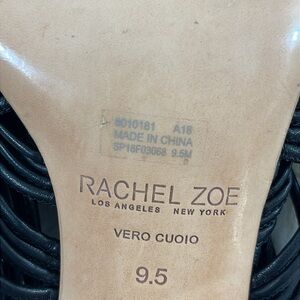 6010181 A18
MADE IN CHINA
SP18F03068 9.5M
RACHEL ZOE
LOS ANGELES NEW YORK
VERO CUOIO
9.5